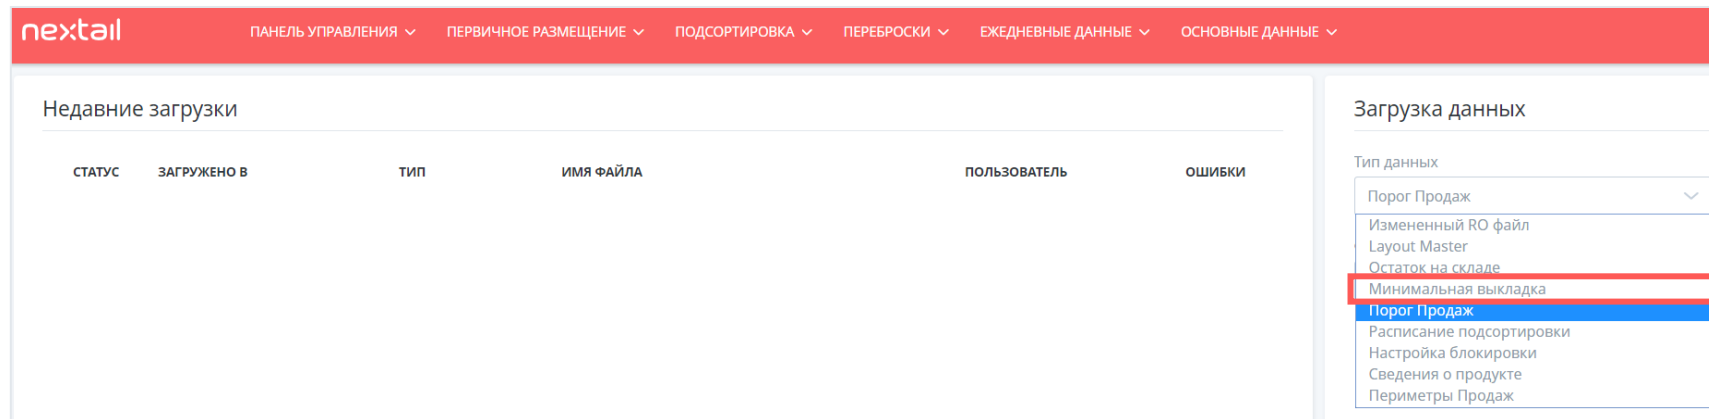 nextail
ПАНЕЛЬ УПРАВЛЕНИЯ ПЕРВИЧНОЕ РАЗМЕЩЕНИЕ ПОДСОРТИРОВКА ПЕРЕБРОСКИ ЕЖЕДНЕВНЫЕ ДАННЫЕ ОСНОВНЫЕ ДАННЫЕ
Недавние загрузки
СТАТУС ЗАГРУЖЕНО В ТИП ИМЯ ФАЙЛА ПОЛЬЗОВАТЕЛЬ ОШИБКИ
Загрузка данных
Тип данных
Порог Продаж
Измененный RO файл
Layout Master
Остаток на складе
Минимальная выкладка
Порог Продаж
Расписание подсортировки
Настройка блокировки
Сведения о продукте
Периметры Продаж